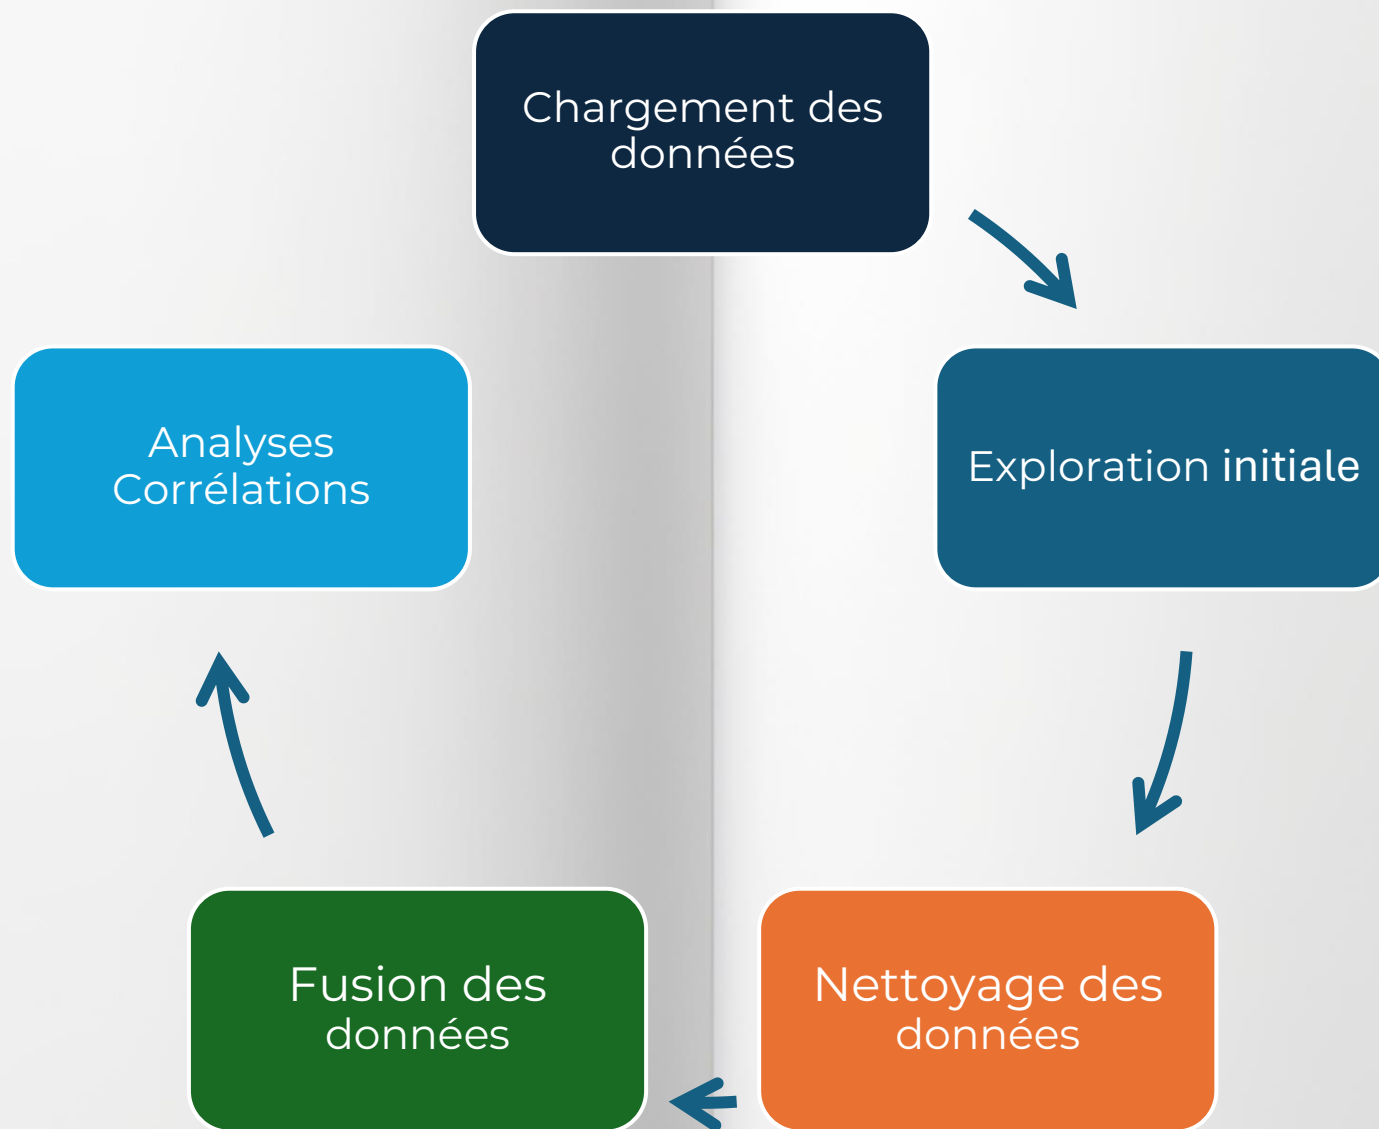 Chargement des
données
Exploration initiale
Nettoyage des
données
Fusion des
données
Analyses
Corrélations